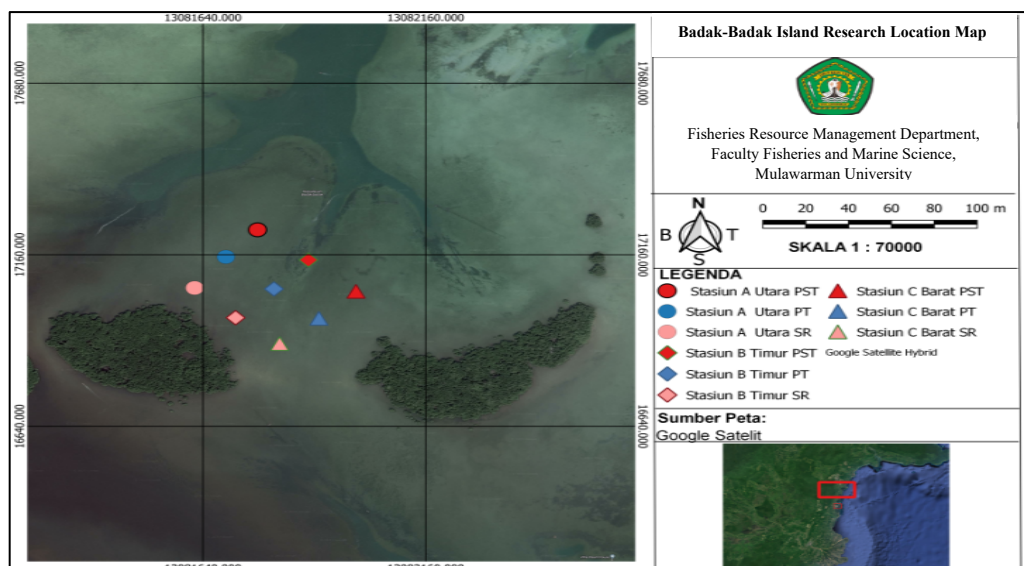 13081640.000 13082160.000
17680.000 17680.000
17160.000 17160.000
16640.000 16640.000
13081640.000 13082160.000
Badak-Badak Island Research Location Map
Fisheries Resource Management Department,
Faculty Fisheries and Marine Science,
Mulawarman University
N
B T
S
0 20 40 60 80 100 m
SKALA 1 : 70000
LEGENDA
Stasiun A Utara PST
Stasiun A Utara PT
Stasiun A Utara SR
Stasiun B Timur PST
Stasiun B Timur PT
Stasiun B Timur SR
Stasiun C Barat PST
Stasiun C Barat PT
Stasiun C Barat SR
Google Satellite Hybrid
Sumber Peta:
Google Satelit